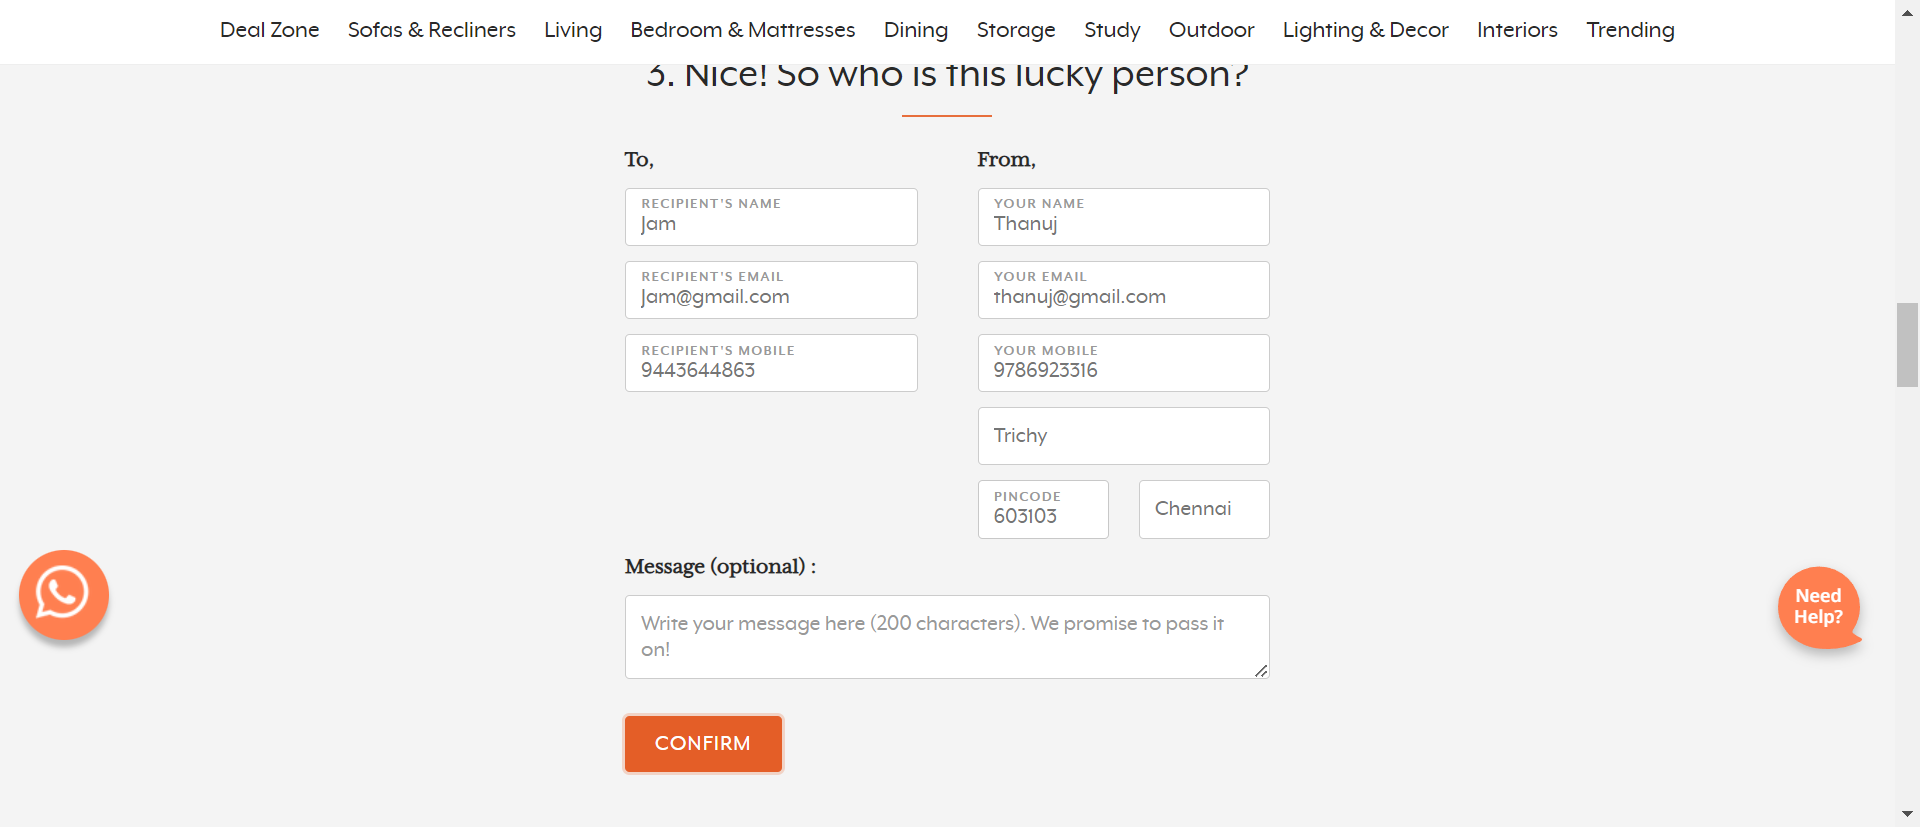 Deal Zone Sofas & Recliners Living Bedroom & Mattresses Dining Storage Study Outdoor Lighting & Decor Interiors Trending
3. Nice! So who is this lucky person?
To,
From,
RECIPIENT'S NAME
Jam
YOUR NAME
Thanuj
RECIPIENT'S EMAIL
Jam@gmail.com
YOUR EMAIL
thanuj@gmail.com
RECIPIENT'S MOBILE
9443644863
YOUR MOBILE
9786923316
Trichy
PINCODE
603103
Chennai
Message (optional) :
Write your message here (200 characters). We promise to pass it
on!
CONFIRM
Need
Help?